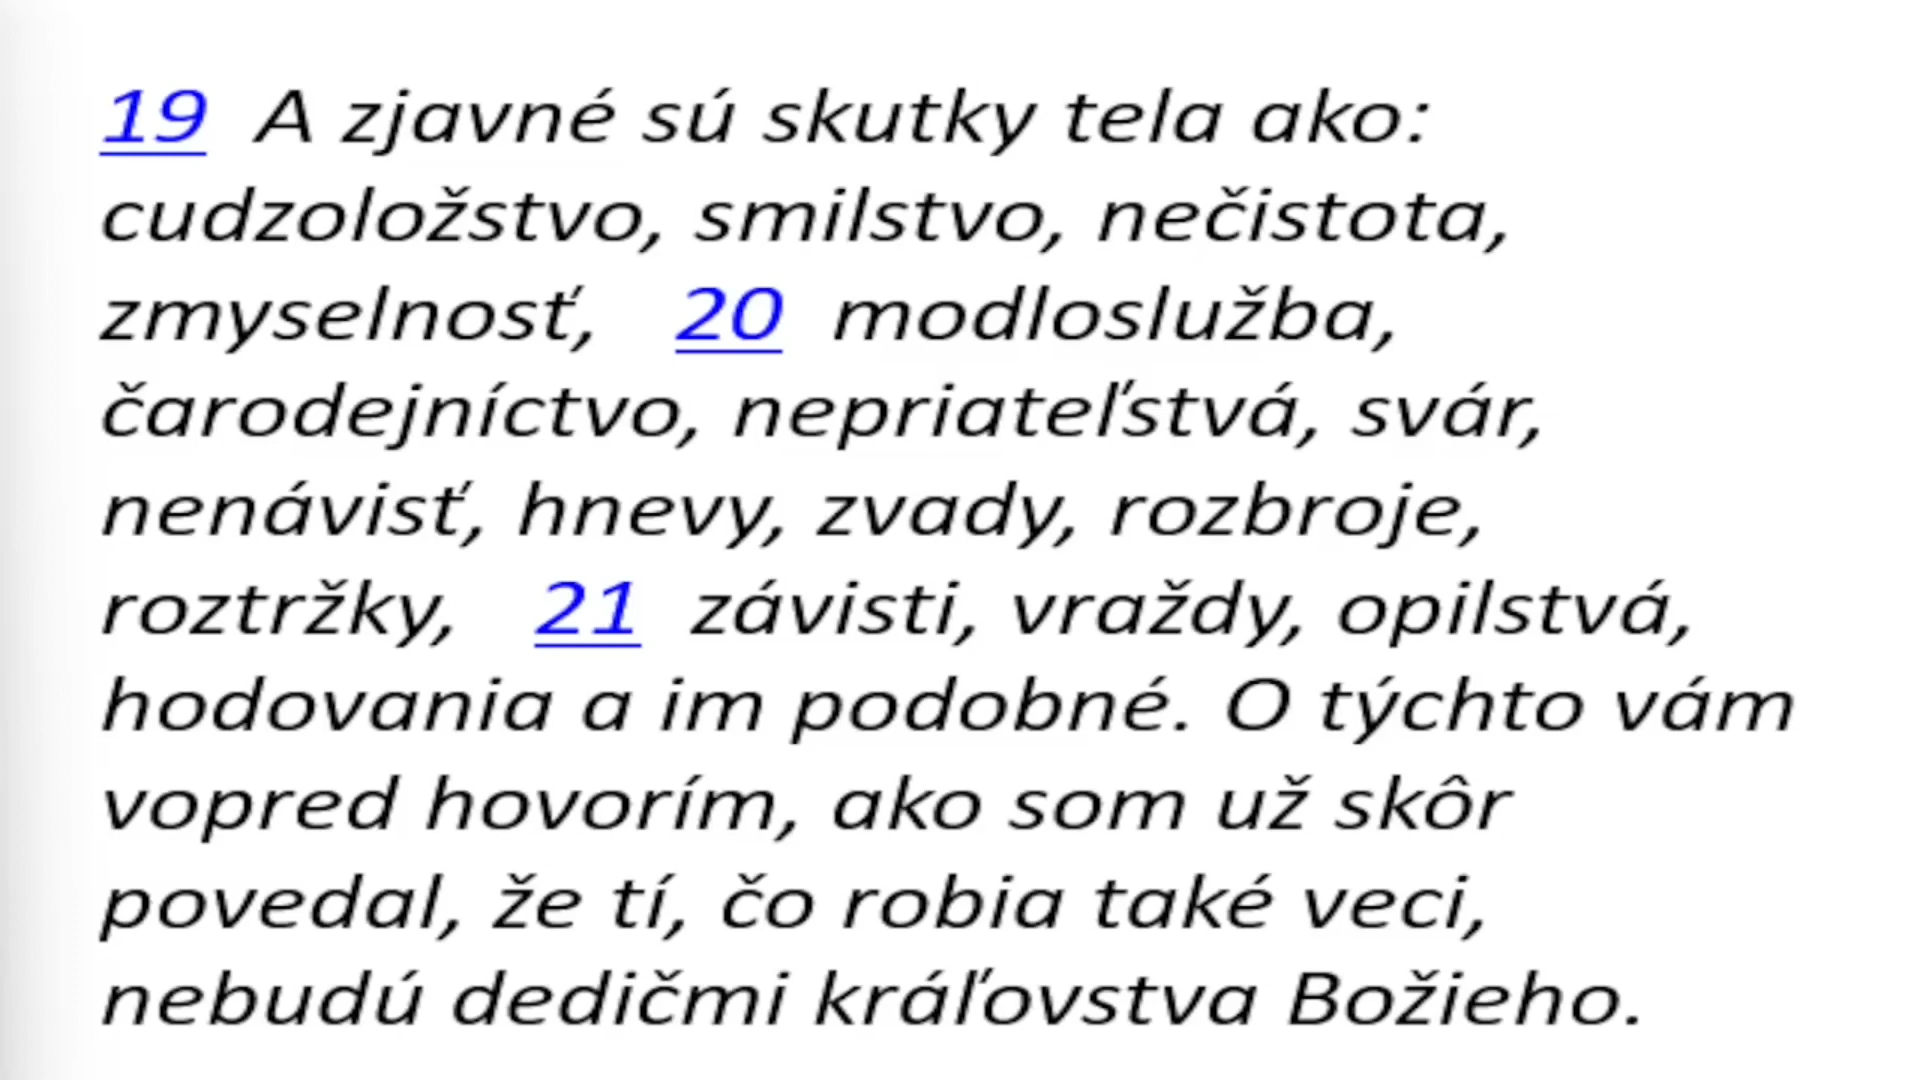 19 A zjavné sú skutky tela ako:
cudzoložstvo, smilstvo, nečistota,
zmyselnosť, 20 modloslužba,
čarodejníctvo, nepriateľstvá, svár,
nenávisť, hnevy, zvady, rozbroje,
roztržky, 21 závisti, vraždy, opilstvá,
hodovania a im podobné. O týchto vám
vopred hovorím, ako som už skôr
povedal, že tí, čo robia také veci,
nebudú dedičmi kráľovstva Božieho.